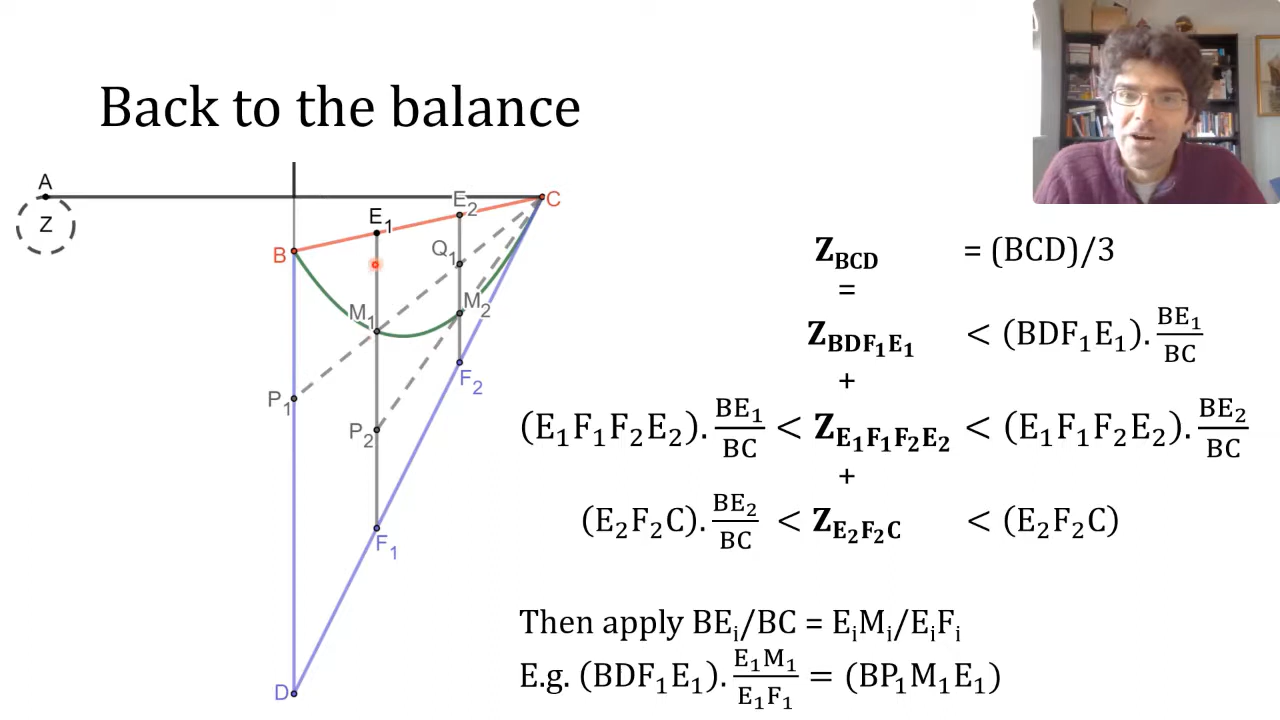 Back to the balance
A
Z
B
C
D
E₁
E₂
Q₁
M₁
M₂
P₁
P₂
F₂
F₁
Z_BCD = (BCD)/3
=
Z_BDF₁E₁ < (BDF₁E₁). BE₁/BC
+
(E₁F₁F₂E₂). BE₁/BC < Z_E₁F₁F₂E₂ < (E₁F₁F₂E₂). BE₂/BC
+
(E₂F₂C). BE₂/BC < Z_E₂F₂C < (E₂F₂C)
Then apply BEᵢ/BC = EᵢMᵢ/EᵢFᵢ
E.g. (BDF₁E₁). E₁M₁/E₁F₁ = (BP₁M₁E₁)